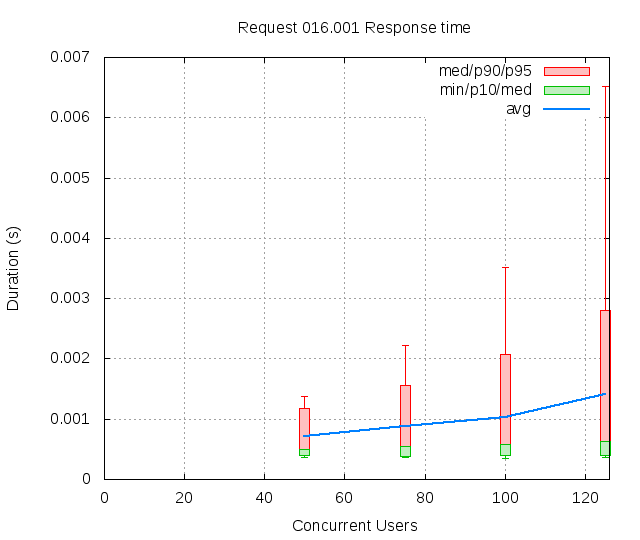 Request 016.001 Response time
med/p90/p95
min/p10/med
avg
0.007
0.006
0.005
0.004
0.003
0.002
0.001
0
0 20 40 60 80 100 120
Duration (s)
Concurrent Users